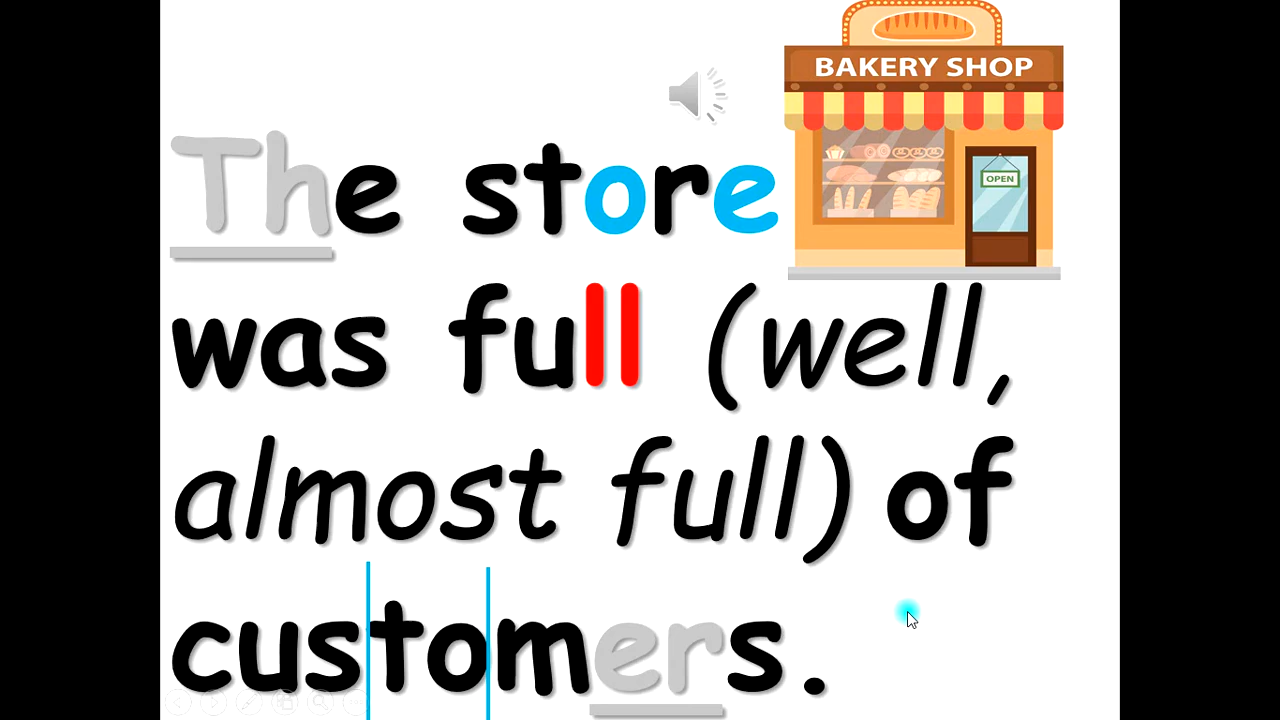 BAKERY SHOP
OPEN
The store
was full (well,
almost full) of
customers.